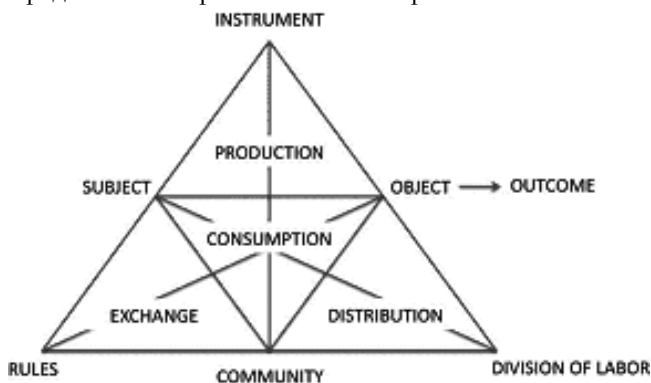 INSTRUMENT
PRODUCTION
SUBJECT
OBJECT → OUTCOME
CONSUMPTION
EXCHANGE
DISTRIBUTION
RULES
COMMUNITY
DIVISION OF LABOR